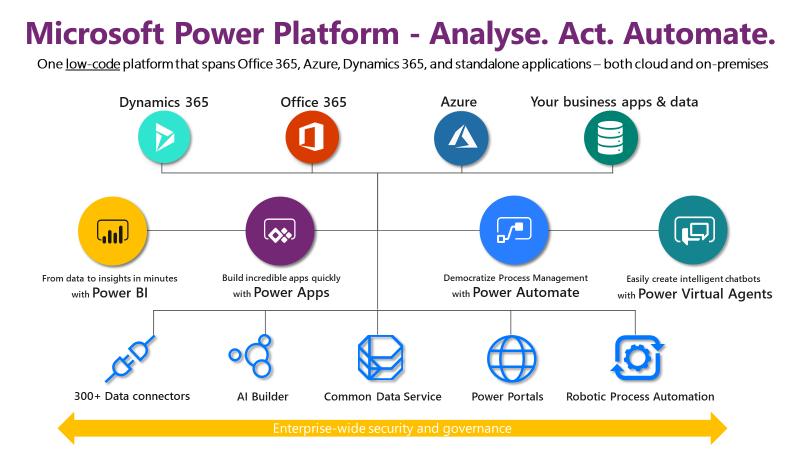 Microsoft Power Platform - Analyse. Act. Automate.
One low-code platform that spans Office 365, Azure, Dynamics 365, and standalone applications – both cloud and on-premises
Dynamics 365
Office 365
Azure
Your business apps & data
From data to insights in minutes
with Power BI
Build incredible apps quickly
with Power Apps
Democratize Process Management
with Power Automate
Easily create intelligent chatbots
with Power Virtual Agents
300+ Data connectors
AI Builder
Common Data Service
Power Portals
Robotic Process Automation
Enterprise-wide security and governance